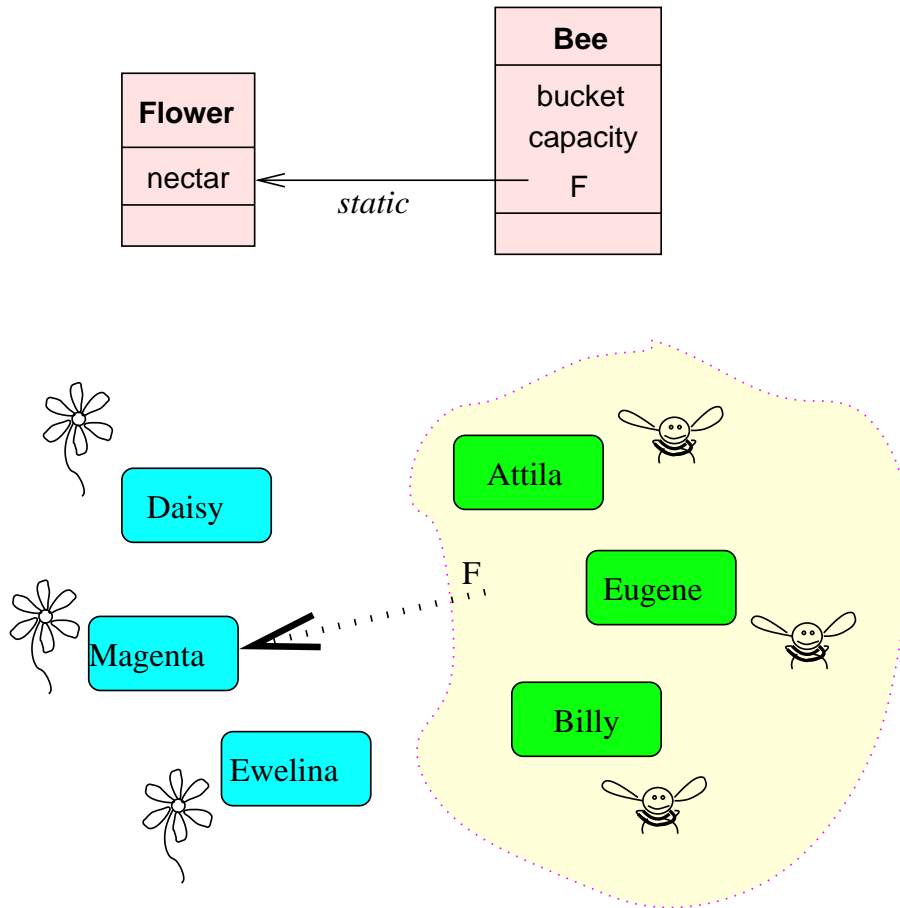 Bee
bucket
capacity
F
Flower
nectar
static
Attila
Daisy
F
Eugene
Magenta
Billy
Ewelina